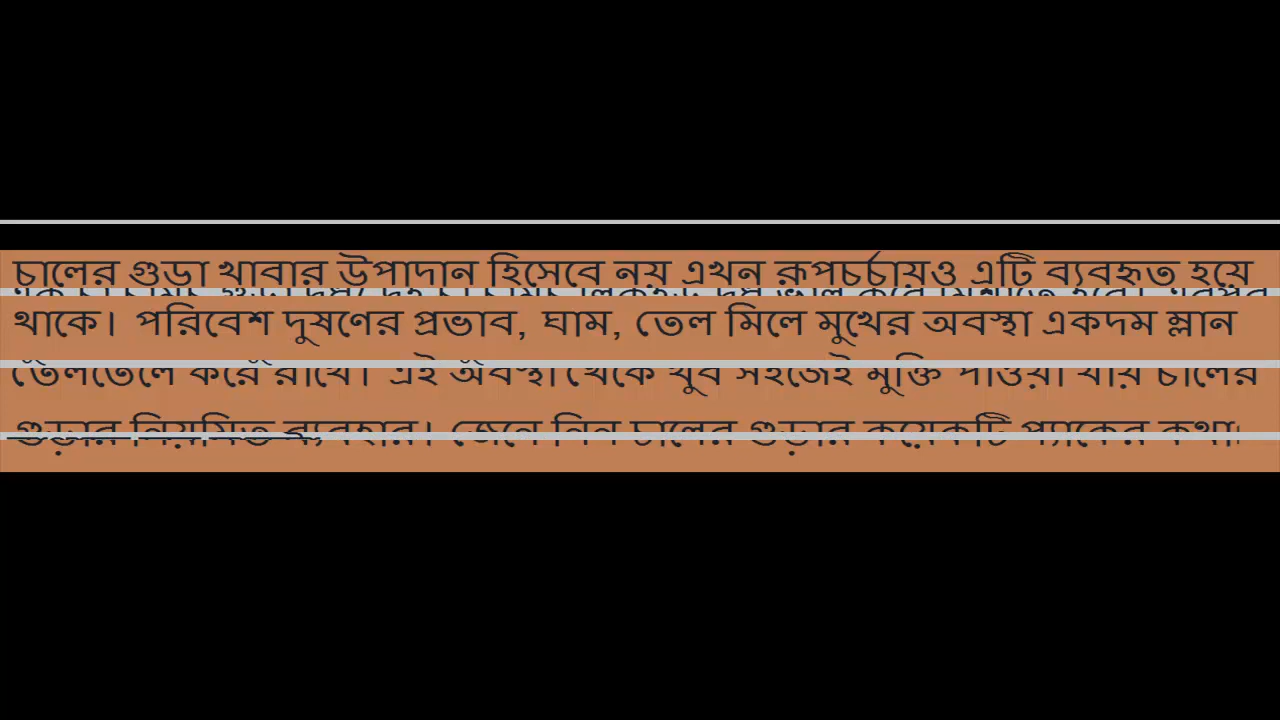 চালের গুড়া খাবার উপাদান হিসেবে নয় এখন রূপচর্চায়ও এটি ব্যবহৃত হয়ে
থাকে। পরিবেশ দুষণের প্রভাব, ঘাম, তেল মিলে মুখের অবস্থা একদম ম্লান
তেলতেলে করে রাখে। এই অবস্থা থেকে খুব সহজেই মুক্তি পাওয়া যায় চালের
গুড়ার নিয়মিত ব্যবহার। জেনে নিন চালের গুড়ার কয়েকটি প্যাকের কথা।